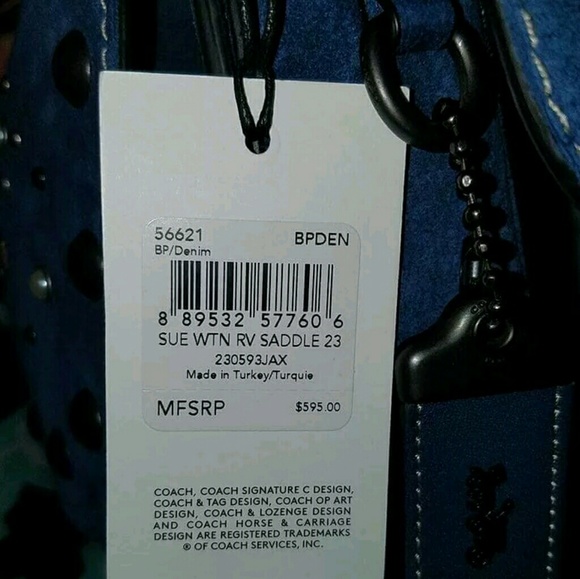 56621 BPDEN
BP/Denim
8 89532 57760 6
SUE WTN RV SADDLE 23
230593JAX
Made in Turkey/Turquie
MFSRP $595.00
COACH, COACH SIGNATURE C DESIGN,
COACH & TAG DESIGN, COACH OP ART
DESIGN, COACH & LOZENGE DESIGN
AND COACH HORSE & CARRIAGE
DESIGN ARE REGISTERED TRADEMARKS
® OF COACH SERVICES, INC.